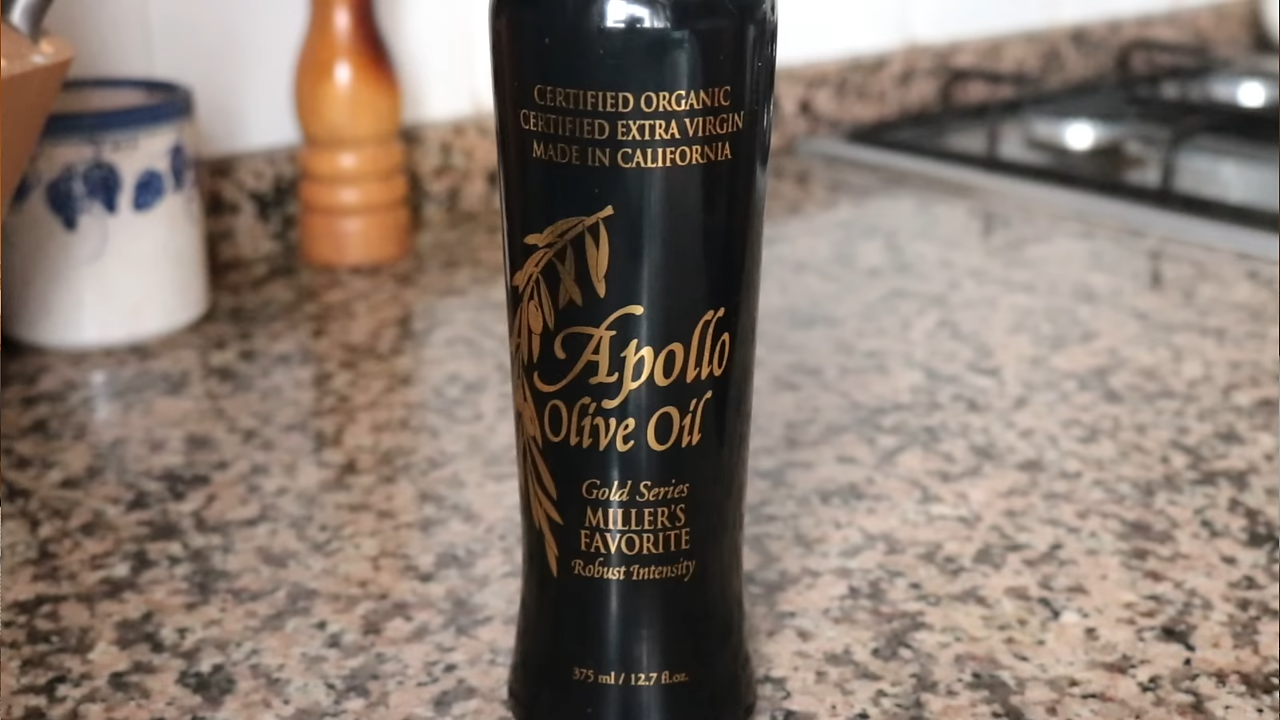 CERTIFIED ORGANIC
CERTIFIED EXTRA VIRGIN
MADE IN CALIFORNIA
Apollo
Olive Oil
Gold Series
MILLER'S
FAVORITE
Robust Intensity
375 ml / 12.7 fl.oz.